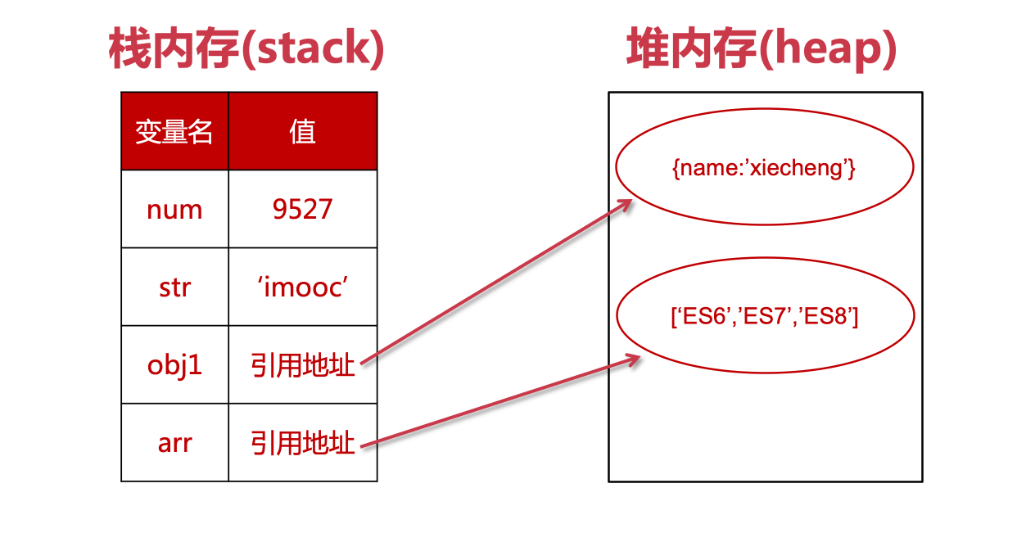 栈内存(stack)
堆内存(heap)
变量名 值
num 9527
str ‘imooc’
obj1 引用地址
arr 引用地址
{name:’xiecheng’}
[‘ES6’,’ES7’,’ES8’]